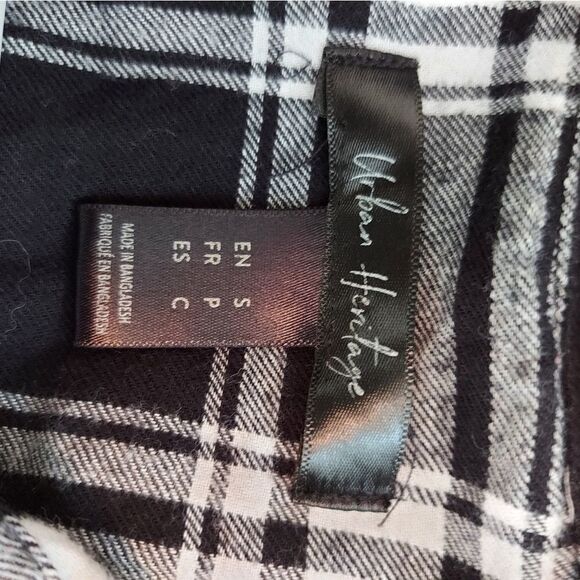 Urban Heritage
EN S
FR P
ES C
MADE IN BANGLADESH
FABRIQUÉ EN BANGLADESH